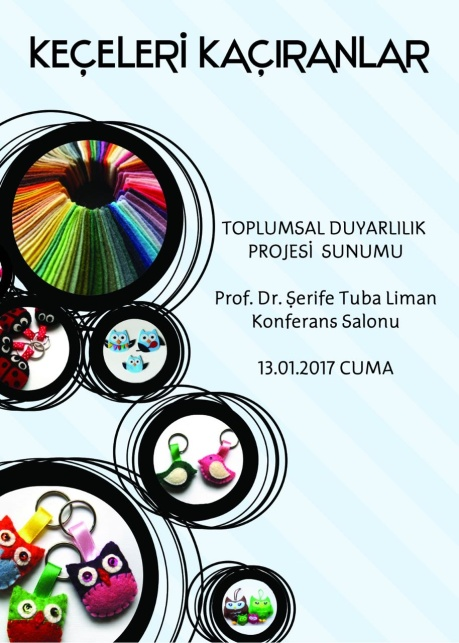 KEÇELERİ KAÇIRANLAR
TOPLUMSAL DUYARLILIK
PROJESİ SUNUMU
Prof. Dr. Şerife Tuba Liman
Konferans Salonu
13.01.2017 CUMA